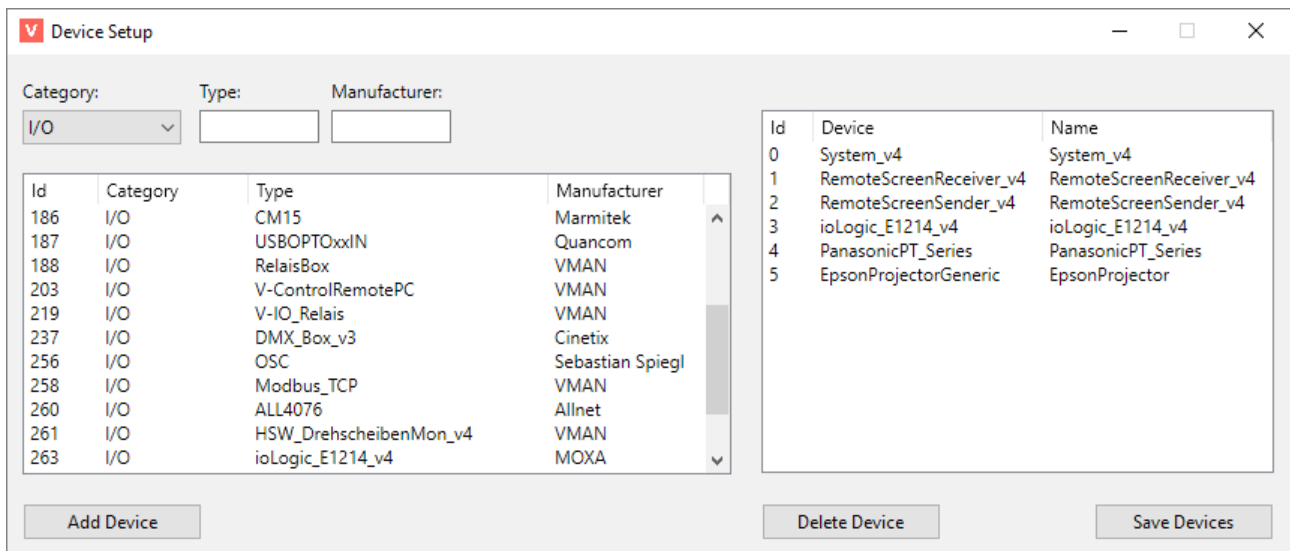 V Device Setup
Category: Type: Manufacturer:
I/O
Id Category Type Manufacturer
186 I/O CM15 Marmitek
187 I/O USBOPTOxxIN Quancom
188 I/O RelaisBox VMAN
203 I/O V-ControlRemotePC VMAN
219 I/O V-IO_Relais VMAN
237 I/O DMX_Box_v3 Cinetix
256 I/O OSC Sebastian Spiegl
258 I/O Modbus_TCP VMAN
260 I/O ALL4076 Allnet
261 I/O HSW_DrehscheibenMon_v4 VMAN
263 I/O ioLogic_E1214_v4 MOXA
Add Device
Id Device Name
0 System_v4 System_v4
1 RemoteScreenReceiver_v4 RemoteScreenReceiver_v4
2 RemoteScreenSender_v4 RemoteScreenSender_v4
3 ioLogic_E1214_v4 ioLogic_E1214_v4
4 PanasonicPT_Series PanasonicPT_Series
5 EpsonProjectorGeneric EpsonProjector
Delete Device Save Devices